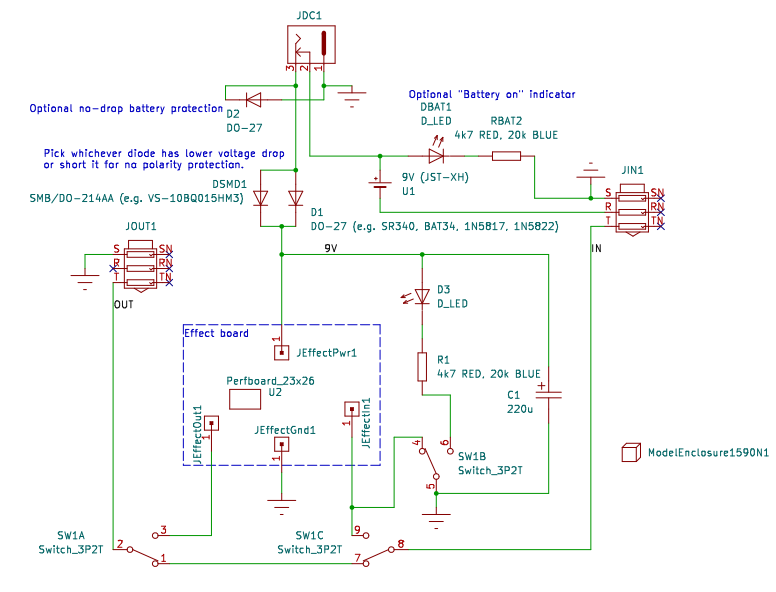 JDC1
3
2
1
Optional no-drop battery protection
D2
DO-27
Optional "Battery on" indicator
DBAT1
D_LED
RBAT2
4k7 RED, 20k BLUE
Pick whichever diode has lower voltage drop
or short it for no polarity protection.
DSMD1
SMB/DO-214AA (e.g. VS-10BQ015HM3)
D1
DO-27 (e.g. SR340, BAT34, 1N5817, 1N5822)
9V (JST-XH)
U1
+
JIN1
S
SN
R
RN
T
TN
IN
JOUT1
S
SN
R
RN
T
TN
OUT
9V
D3
D_LED
R1
4k7 RED, 20k BLUE
C1
220u
+
Effect board
1
JEffectPwr1
Perfboard_23x26
U2
JEffectOut1
1
JEffectGnd1
1
JEffectIn1
1
4
6
5
SW1B
Switch_3P2T
ModelEnclosure1590N1
SW1A
Switch_3P2T
2
3
1
SW1C
Switch_3P2T
9
7
8